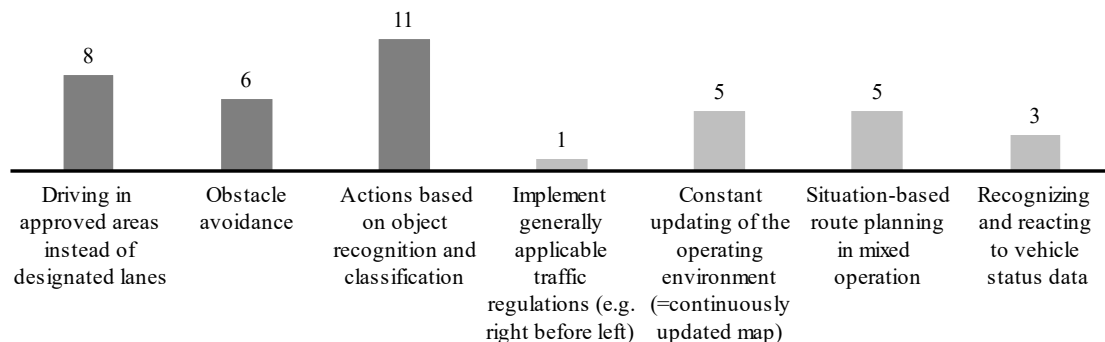 8
6
11
1
5
5
3
Driving in
approved areas
instead of
designated lanes
Obstacle
avoidance
Actions based
on object
recognition and
classification
Implement
generally
applicable
traffic
regulations (e.g.
right before left)
Constant
updating of the
operating
environment
(=continuously
updated map)
Situation-based
route planning
in mixed
operation
Recognizing
and reacting
to vehicle
status data